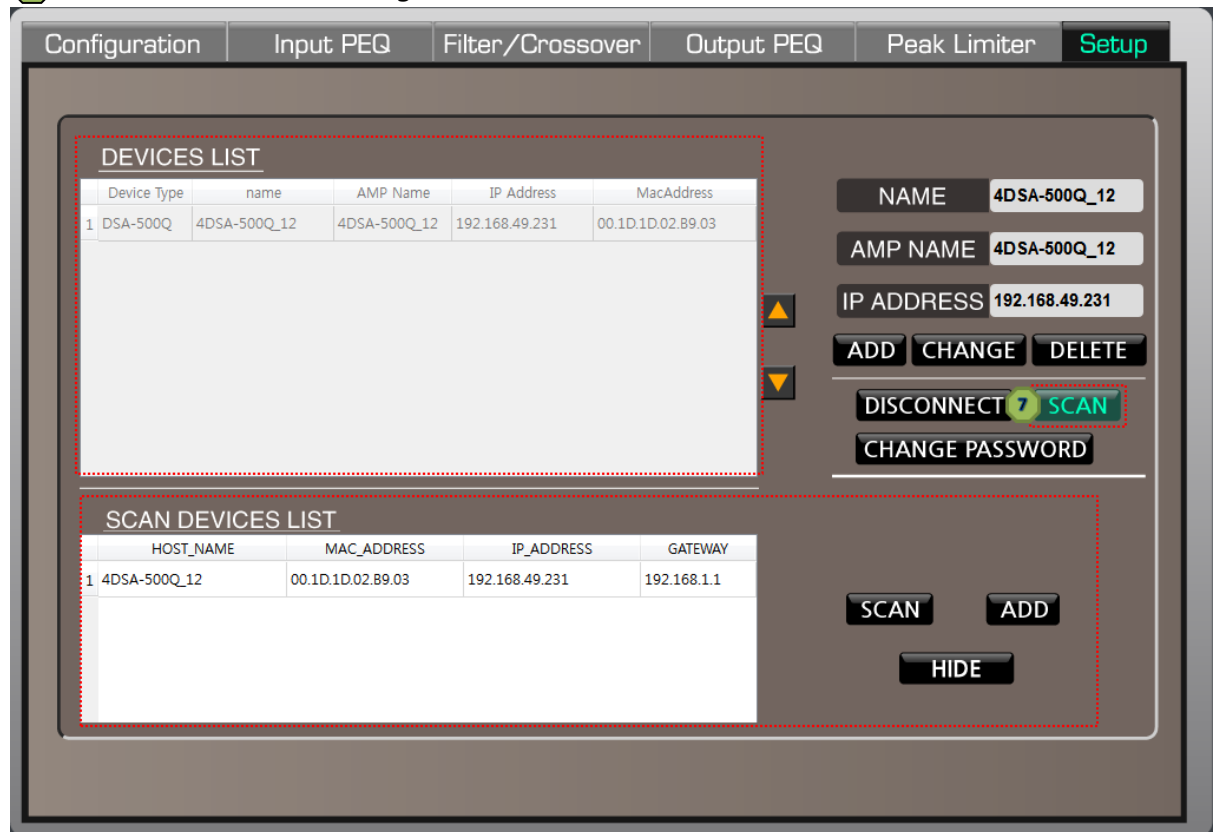 Configuration Input PEQ Filter/Crossover Output PEQ Peak Limiter Setup
DEVICES LIST
Device Type name AMP Name IP Address MacAddress
1 DSA-500Q 4DSA-500Q_12 4DSA-500Q_12 192.168.49.231 00.1D.1D.02.B9.03
NAME 4DSA-500Q_12
AMP NAME 4DSA-500Q_12
IP ADDRESS 192.168.49.231
ADD CHANGE DELETE
DISCONNECT 7 SCAN
CHANGE PASSWORD
SCAN DEVICES LIST
HOST_NAME MAC_ADDRESS IP_ADDRESS GATEWAY
1 4DSA-500Q_12 00.1D.1D.02.B9.03 192.168.49.231 192.168.1.1
SCAN ADD
HIDE